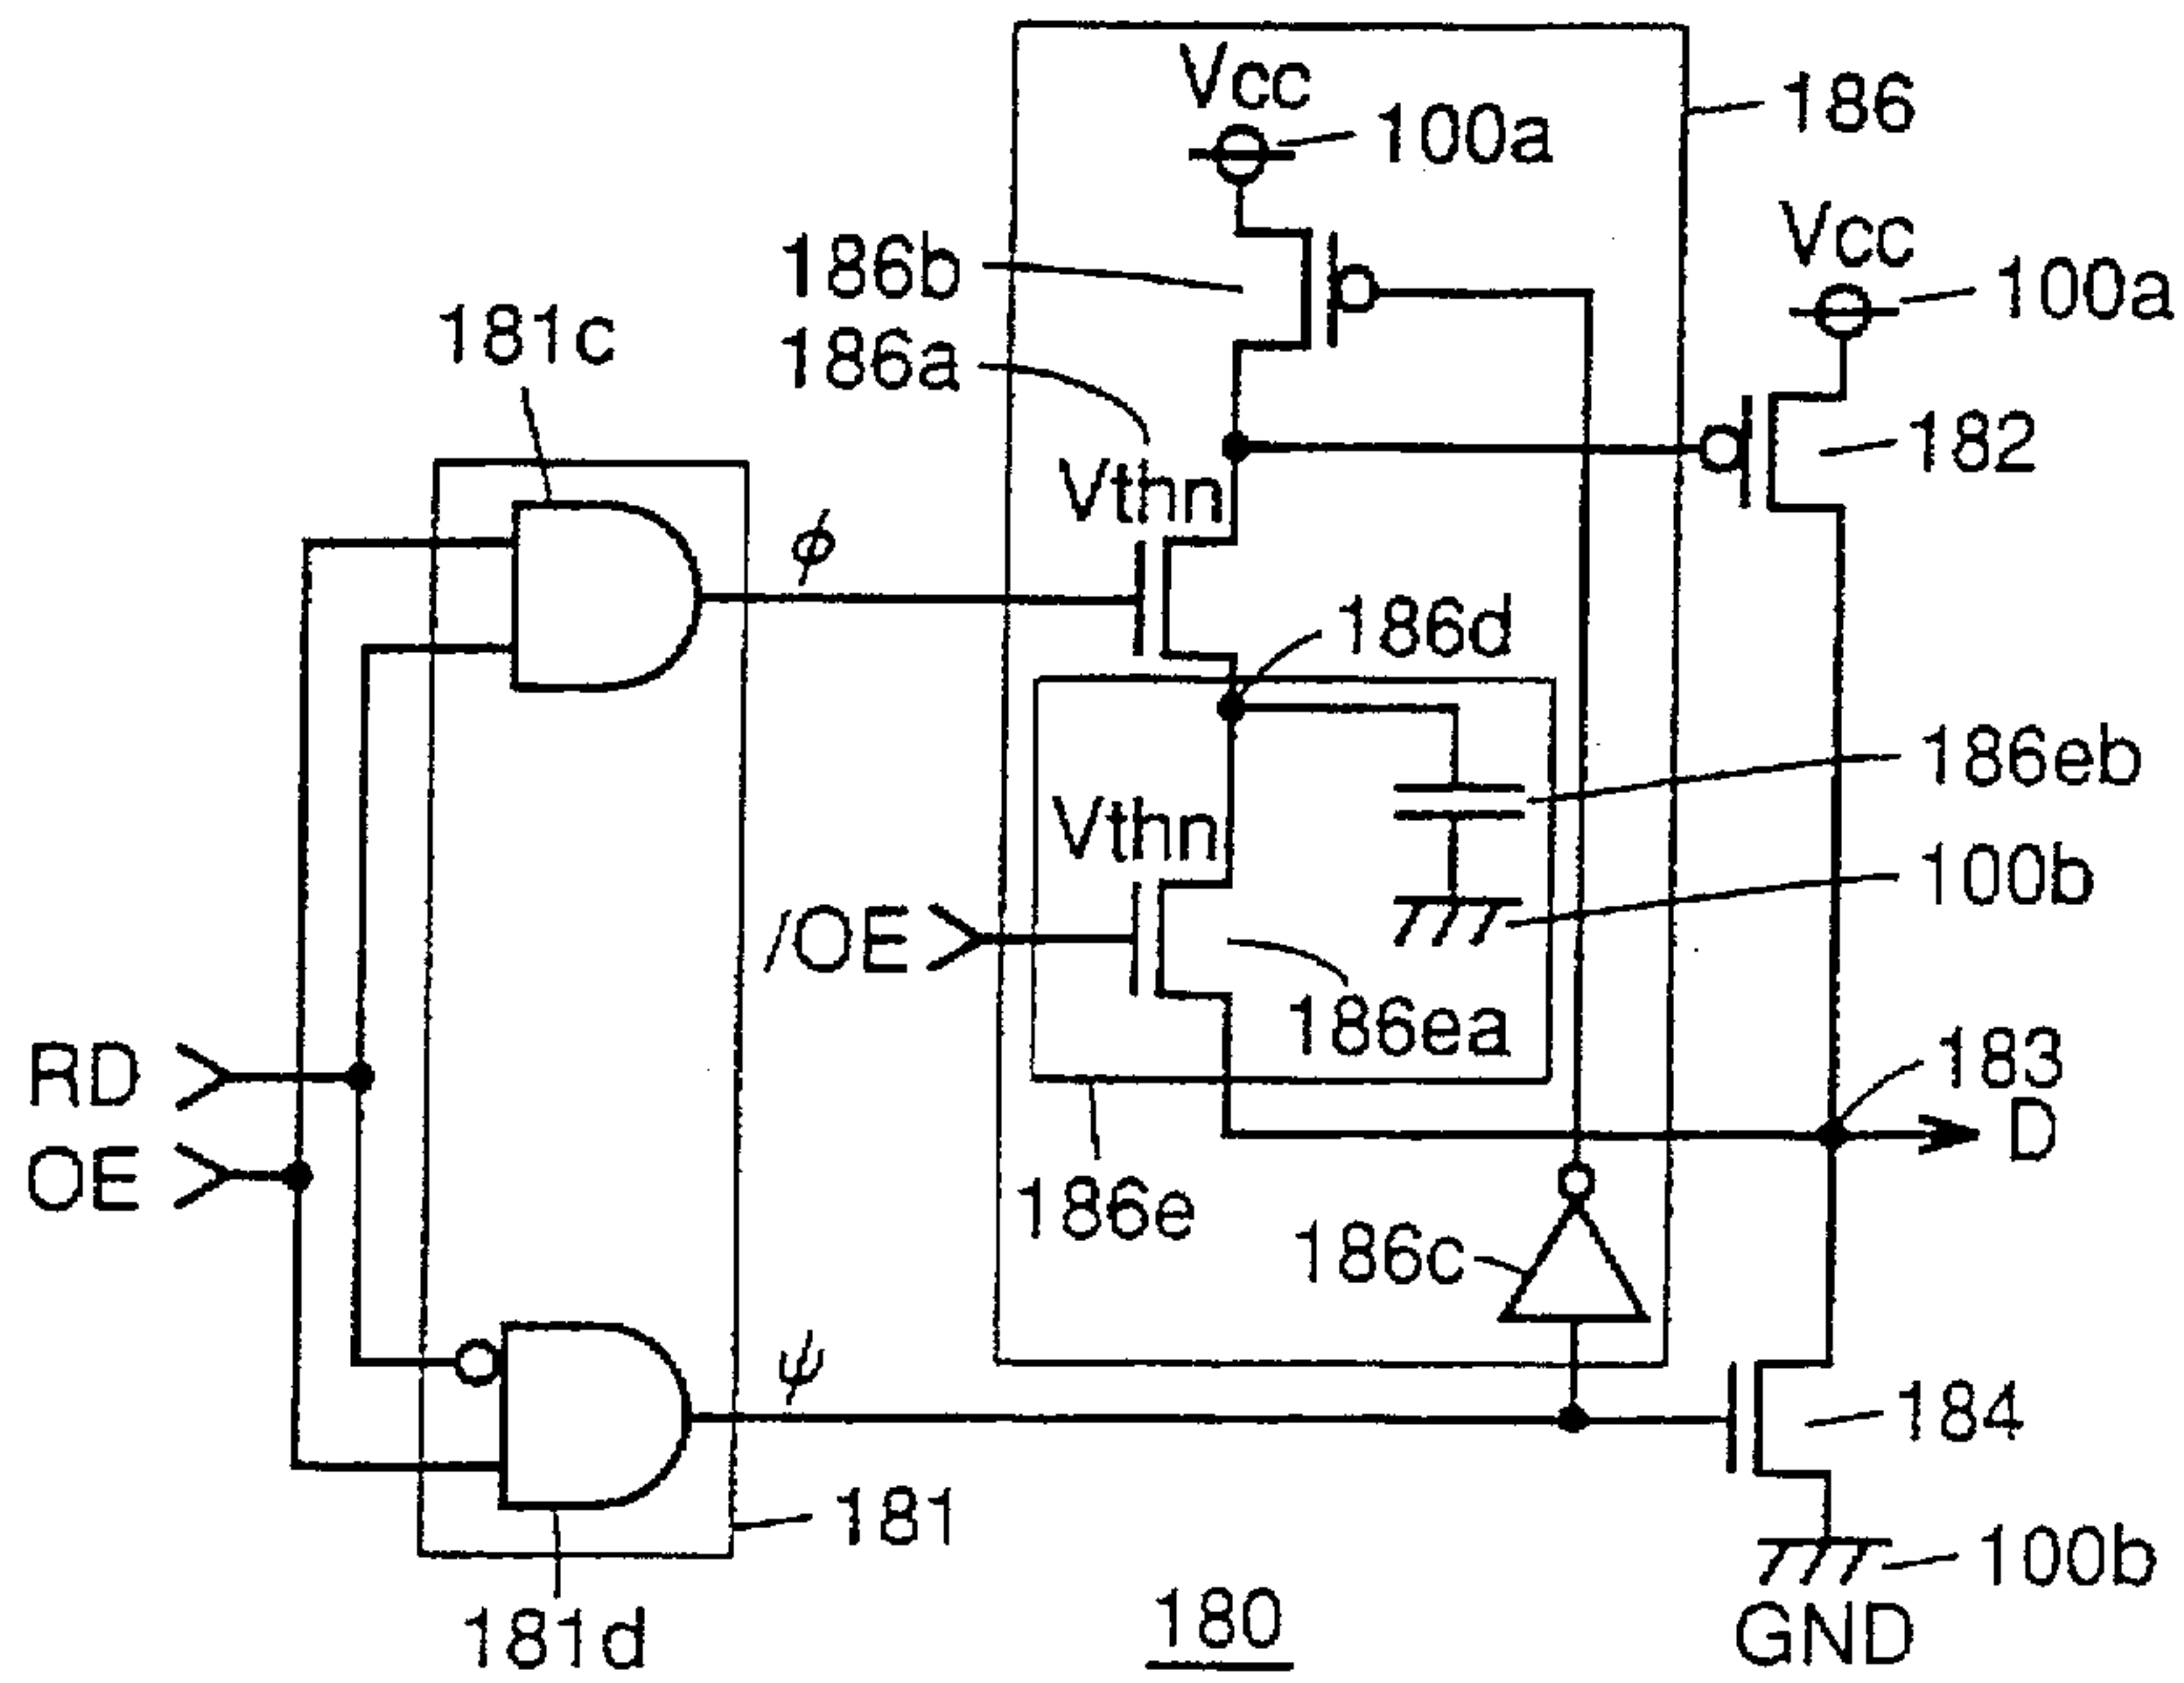 Vcc
100a
186
Vcc
100a
186b
186a
181c
182
Vthn
ϕ
186d
186eb
Vthn
100b
/OE
186ea
RD
183
D
OE
186e
186c
ψ
184
181
100b
181d
180
GND